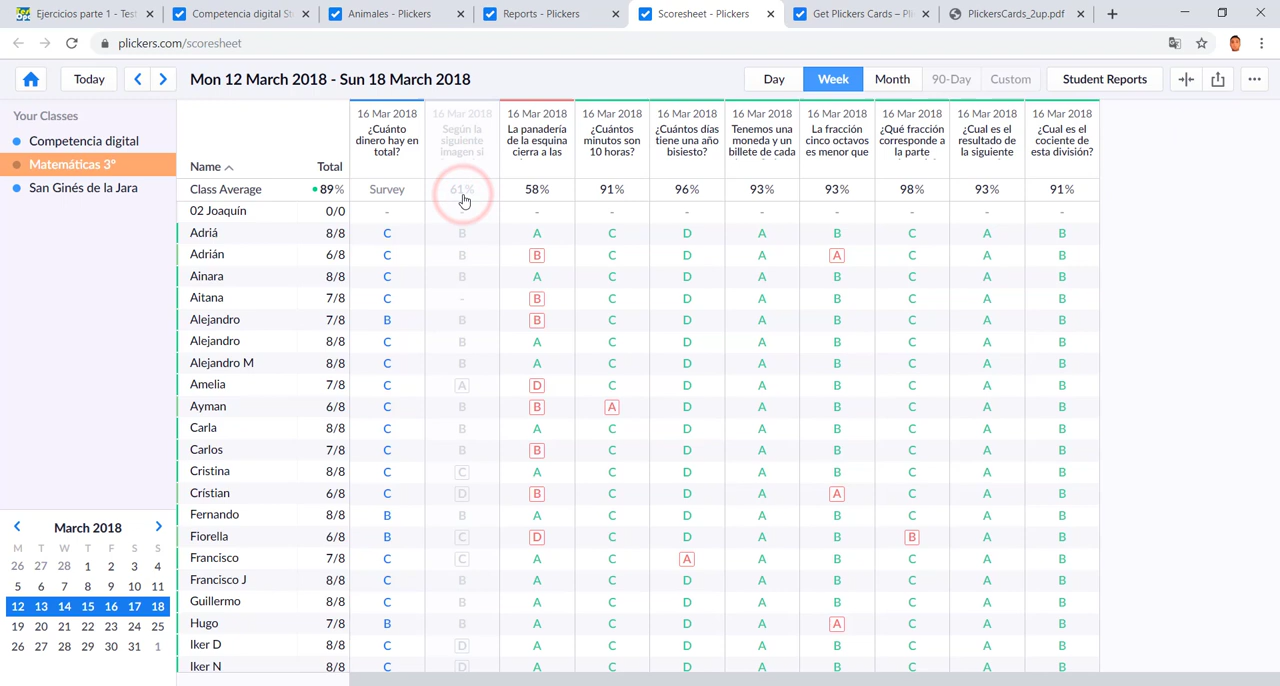 Ejercicios parte 1 - Test
Competencia digital St
Animales - Plickers
Reports - Plickers
Scoresheet - Plickers
Get Plickers Cards – Pli
PlickersCards_2up.pdf
plickers.com/scoresheet
Today
Mon 12 March 2018 - Sun 18 March 2018
Day Week Month 90-Day Custom
Student Reports
Your Classes
Competencia digital
Matemáticas 3º
San Ginés de la Jara
Name Total
16 Mar 2018
¿Cuánto
dinero hay en
total?
16 Mar 2018
Según la
siguiente
imagen si
16 Mar 2018
La panadería
de la esquina
cierra a las
16 Mar 2018
¿Cuántos
minutos son
10 horas?
16 Mar 2018
¿Cuántos días
tiene una año
bisiesto?
16 Mar 2018
Tenemos una
moneda y un
billete de cada
16 Mar 2018
La fracción
cinco octavos
es menor que
16 Mar 2018
¿Qué fracción
corresponde a
la parte
16 Mar 2018
¿Cual es el
resultado de
la siguiente
16 Mar 2018
¿Cual es el
cociente de
esta división?
Class Average 89% Survey 61% 58% 91% 96% 93% 93% 98% 93% 91%
02 Joaquín 0/0 - - - - - - - - - -
Adriá 8/8 C B A C D A B C A B
Adrián 6/8 C B B C D A A C A B
Ainara 8/8 C B A C D A B C A B
Aitana 7/8 C - B C D A B C A B
Alejandro 7/8 B B B C D A B C A B
Alejandro 8/8 C B A C D A B C A B
Alejandro M 8/8 C B A C D A B C A B
Amelia 7/8 C A D C D A B C A B
Ayman 6/8 C B B A D A B C A B
Carla 8/8 C B A C D A B C A B
Carlos 7/8 C B B C D A B C A B
Cristina 8/8 C C A C D A B C A B
Crístian 6/8 C D B C D A A C A B
Fernando 8/8 B B A C D A B C A B
Fiorella 6/8 B C D C D A B B A B
Francisco 7/8 C C A C A A B C A B
Francisco J 8/8 C B A C D A B C A B
Guillermo 8/8 C B A C D A B C A B
Hugo 7/8 B B A C D A A C A B
Iker D 8/8 C D A C D A B C A B
Iker N 8/8 C D A C D A B C A B
March 2018
M T W T F S S
26 27 28 1 2 3 4
5 6 7 8 9 10 11
12 13 14 15 16 17 18
19 20 21 22 23 24 25
26 27 28 29 30 31 1